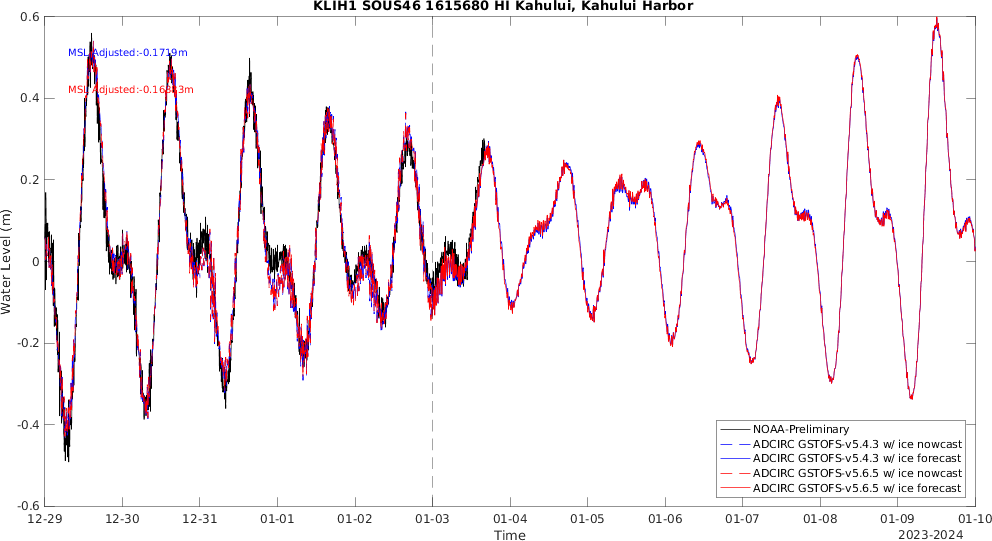 KLIH1 SOUS46 1615680 HI Kahului, Kahului Harbor
Water Level (m)
0.6
0.4
0.2
0
-0.2
-0.4
-0.6
MSL Adjusted:-0.1719m
MSL Adjusted:-0.16383m
NOAA-Preliminary
ADCIRC GSTOFS-v5.4.3 w/ ice nowcast
ADCIRC GSTOFS-v5.4.3 w/ ice forecast
ADCIRC GSTOFS-v5.6.5 w/ ice nowcast
ADCIRC GSTOFS-v5.6.5 w/ ice forecast
12-29 12-30 12-31 01-01 01-02 01-03 01-04 01-05 01-06 01-07 01-08 01-09 01-10
Time
2023-2024